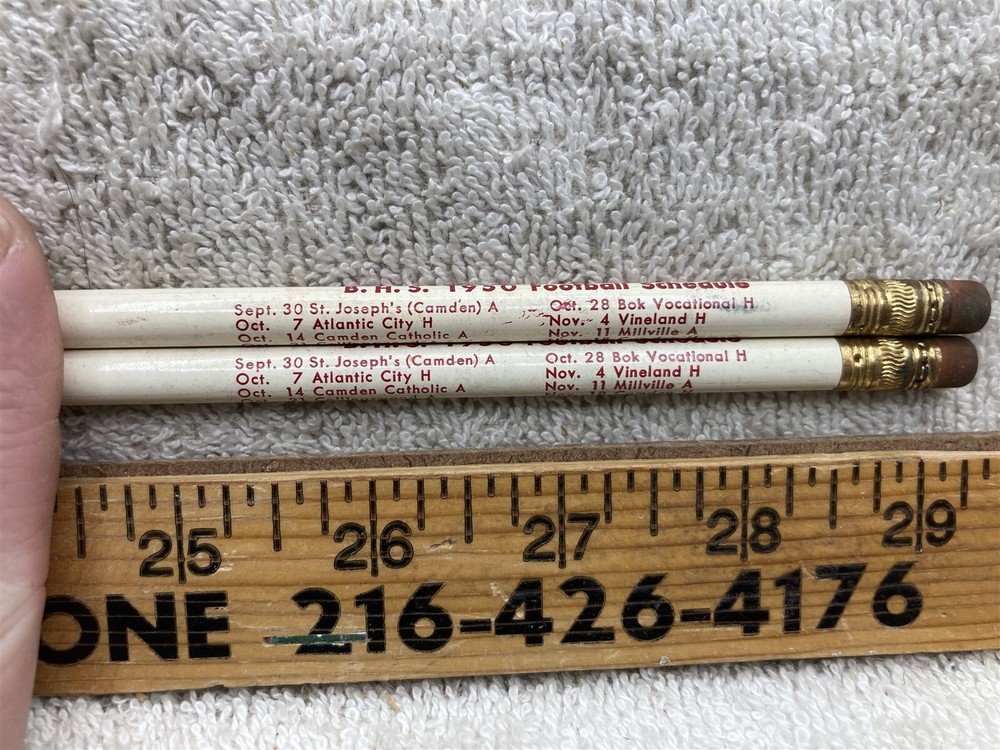 B. H. S. 1950 Football Schedule
Sept. 30 St. Joseph's (Camden) A
Oct. 7 Atlantic City H
Oct. 14 Camden Catholic A
Oct. 28 Bok Vocational H
Nov. 4 Vineland H
Nov. 11 Millville A
Sept. 30 St. Joseph's (Camden) A
Oct. 7 Atlantic City H
Oct. 14 Camden Catholic A
Oct. 28 Bok Vocational H
Nov. 4 Vineland H
Nov. 11 Millville A
25 26 27 28 29
ONE 216-426-4176